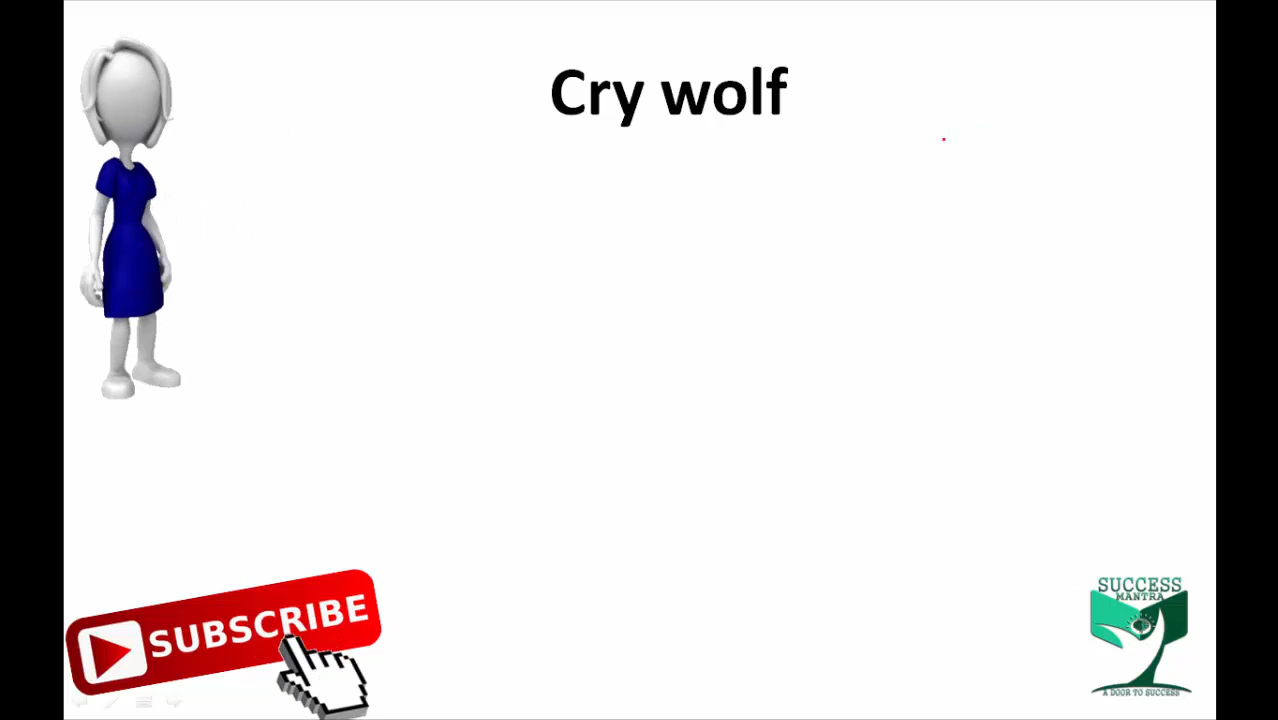 Cry wolf
SUBSCRIBE
SUCCESS
MANTRA
A DOOR TO SUCCESS